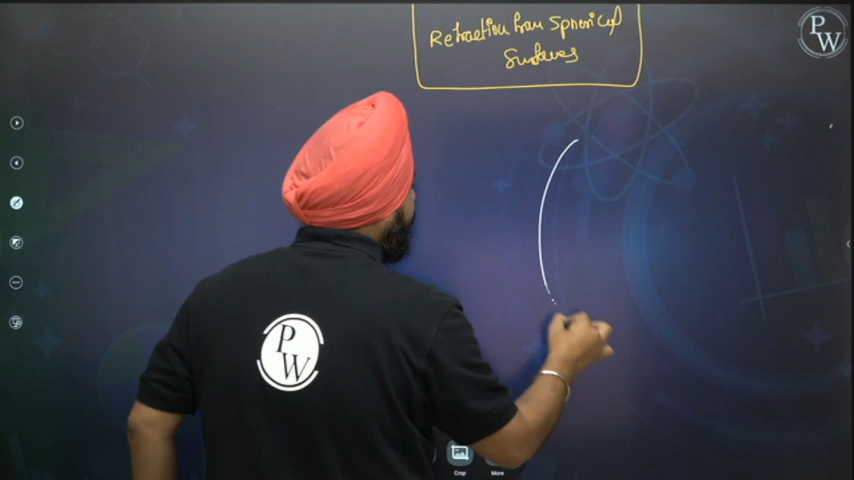 Refraction from Spherical
Surfaces
PW
PW
Crop
More